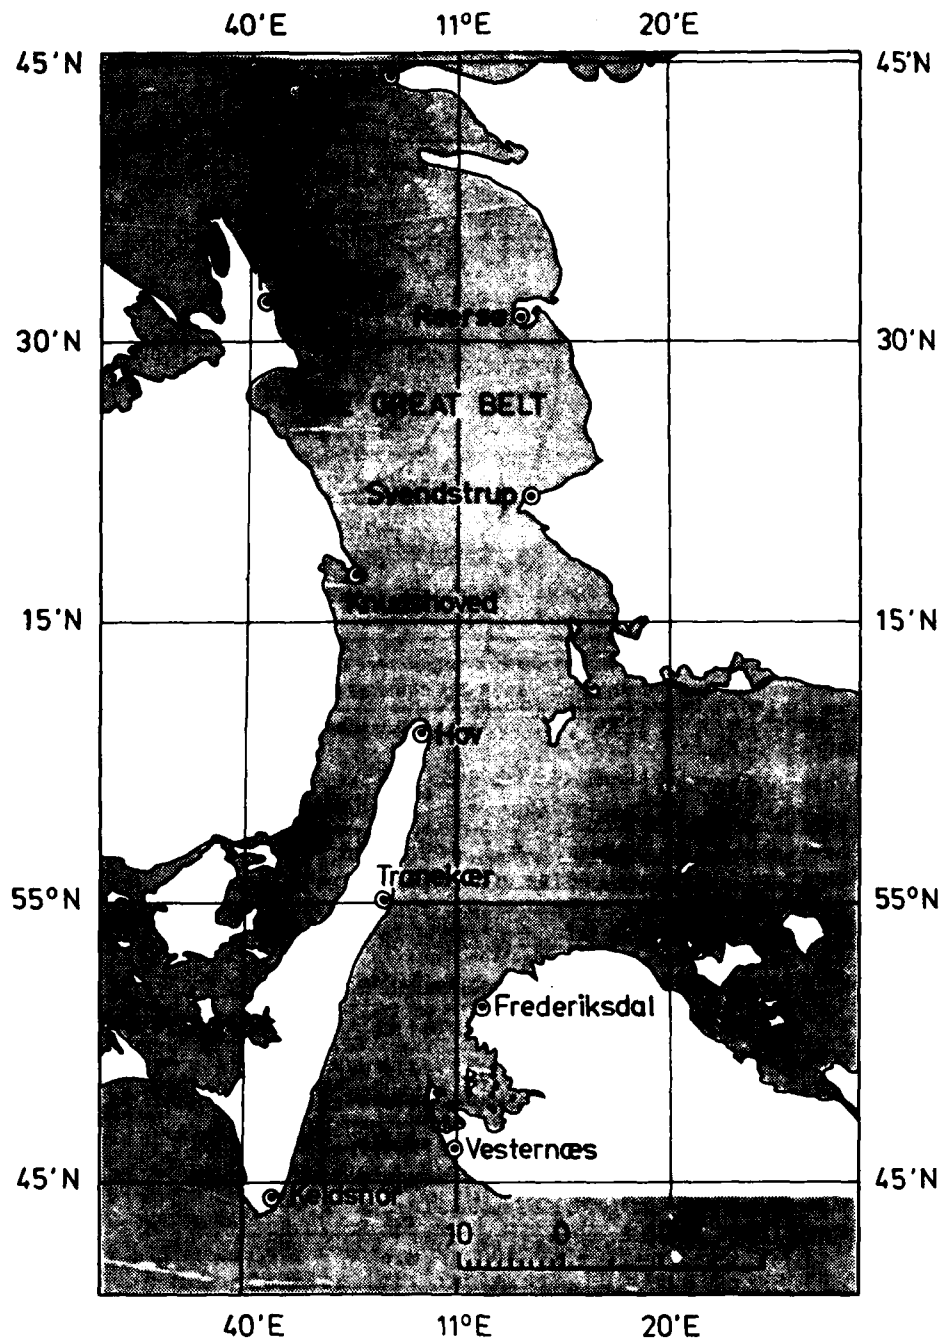 40'E 11°E 20'E
45'N 45'N
Reersø
30'N 30'N
GREAT BELT
Svendstrup
Knudshoved
15'N 15'N
Hov
Tranekær
55°N 55°N
Frederiksdal
Vesternæs
45'N 45'N
Keldsnor
10 0
40'E 11°E 20'E